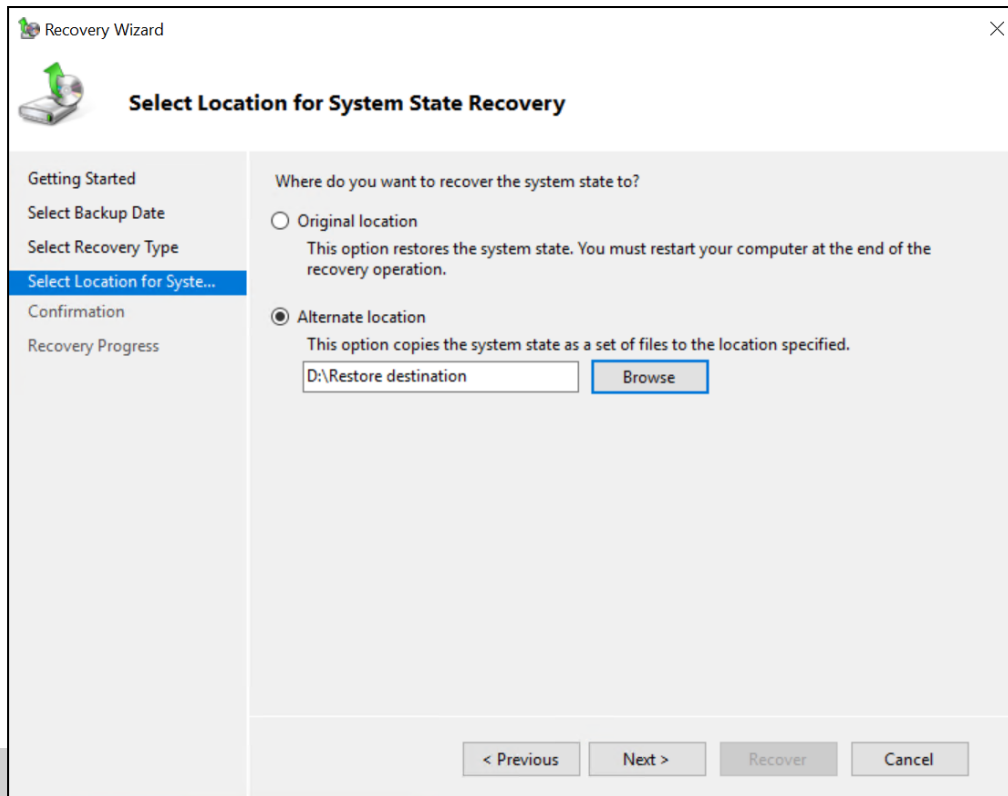 Recovery Wizard
Select Location for System State Recovery
Getting Started
Select Backup Date
Select Recovery Type
Select Location for Syste...
Confirmation
Recovery Progress
Where do you want to recover the system state to?
Original location
This option restores the system state. You must restart your computer at the end of the
recovery operation.
Alternate location
This option copies the system state as a set of files to the location specified.
D:\Restore destination
Browse
< Previous
Next >
Recover
Cancel